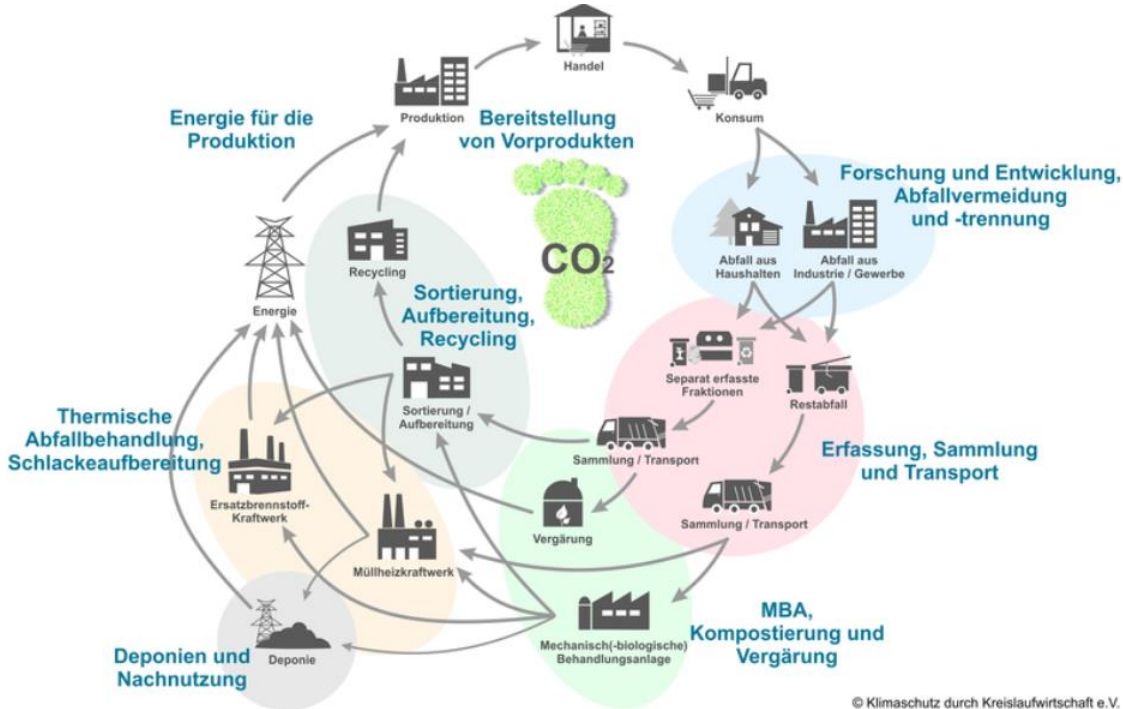 Handel
Produktion
Konsum
Energie für die
Produktion
Bereitstellung
von Vorprodukten
Forschung und Entwicklung,
Abfallvermeidung
und -trennung
Abfall aus
Haushalten
Abfall aus
Industrie / Gewerbe
CO₂
Recycling
Energie
Sortierung,
Aufbereitung,
Recycling
Separat erfasste
Fraktionen
Restabfall
Sortierung /
Aufbereitung
Thermische
Abfallbehandlung,
Schlackeaufbereitung
Sammlung / Transport
Erfassung, Sammlung
und Transport
Ersatzbrennstoff-
Kraftwerk
Vergärung
Sammlung / Transport
Müllheizkraftwerk
MBA,
Kompostierung und
Vergärung
Mechanisch(-biologische)
Behandlungsanlage
Deponie
Deponien und
Nachnutzung
© Klimaschutz durch Kreislaufwirtschaft e.V.